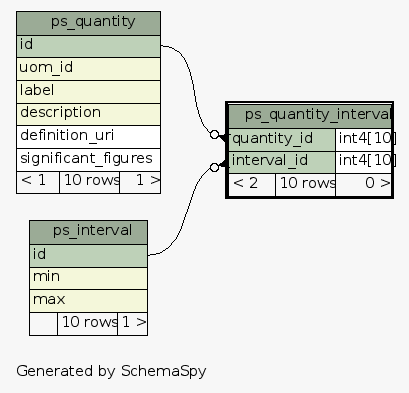 ps_quantity
id
uom_id
label
description
definition_uri
significant_figures
< 1 10 rows 1 >
ps_quantity_interval
quantity_id int4[10]
interval_id int4[10]
< 2 10 rows 0 >
ps_interval
id
min
max
10 rows 1 >
Generated by SchemaSpy